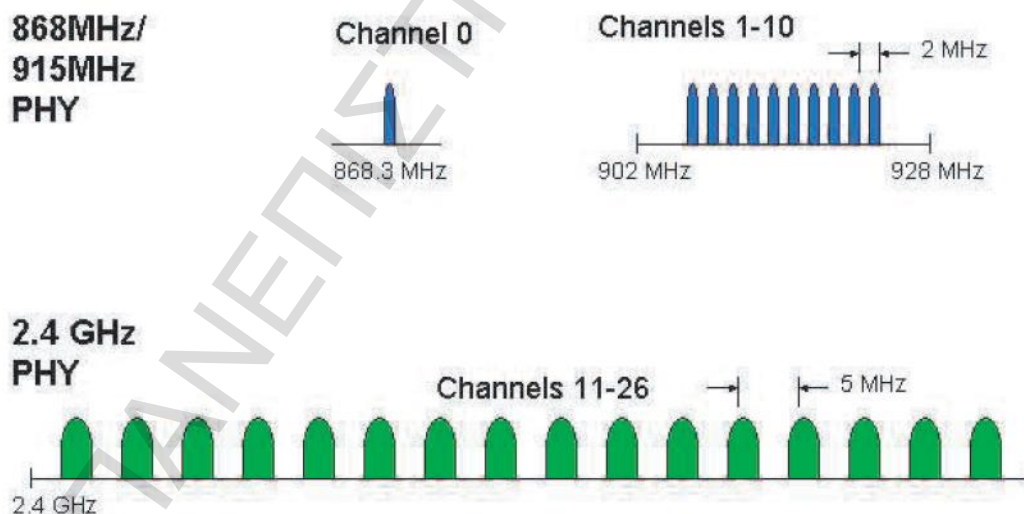 868MHz/
915MHz
PHY
Channel 0
Channels 1-10
2 MHz
868.3 MHz
902 MHz
928 MHz
2.4 GHz
PHY
Channels 11-26
5 MHz
2.4 GHz
ΠΑΝΕΠΙΣΤ